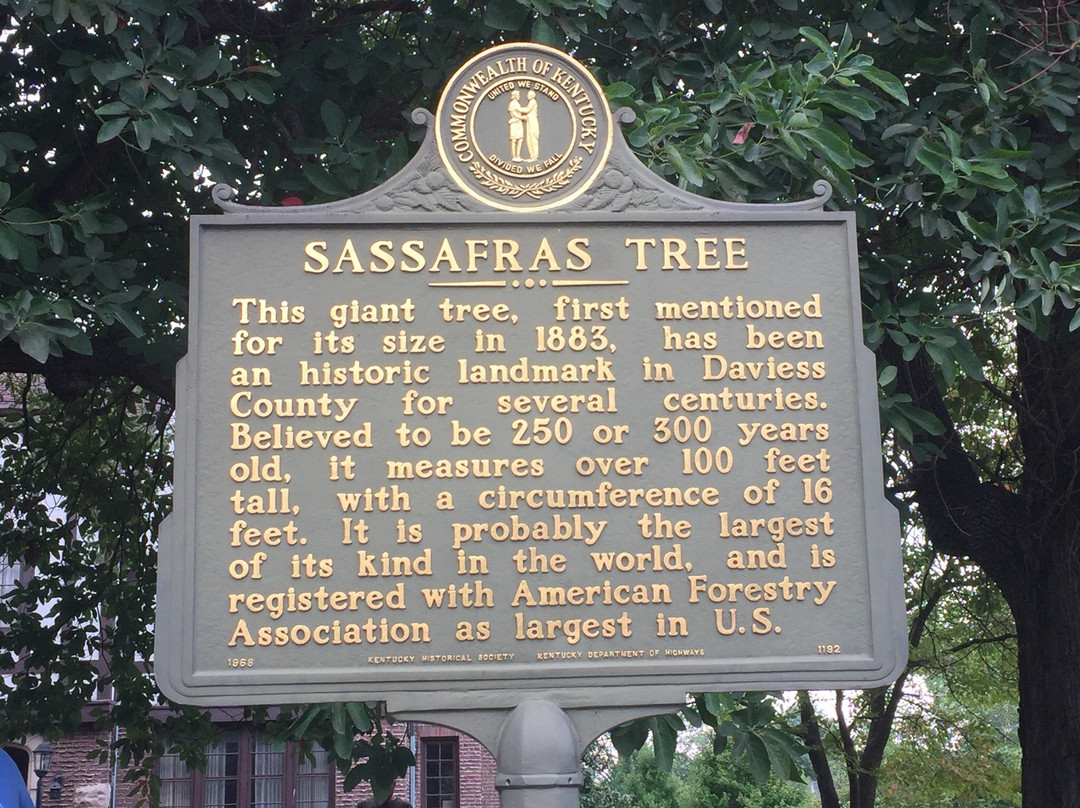 COMMONWEALTH OF KENTUCKY
UNITED WE STAND
DIVIDED WE FALL
SASSAFRAS TREE
This giant tree, first mentioned
for its size in 1883, has been
an historic landmark in Daviess
County for several centuries.
Believed to be 250 or 300 years
old, it measures over 100 feet
tall, with a circumference of 16
feet. It is probably the largest
of its kind in the world, and is
registered with American Forestry
Association as largest in U.S.
1968 KENTUCKY HISTORICAL SOCIETY KENTUCKY DEPARTMENT OF HIGHWAYS 1192